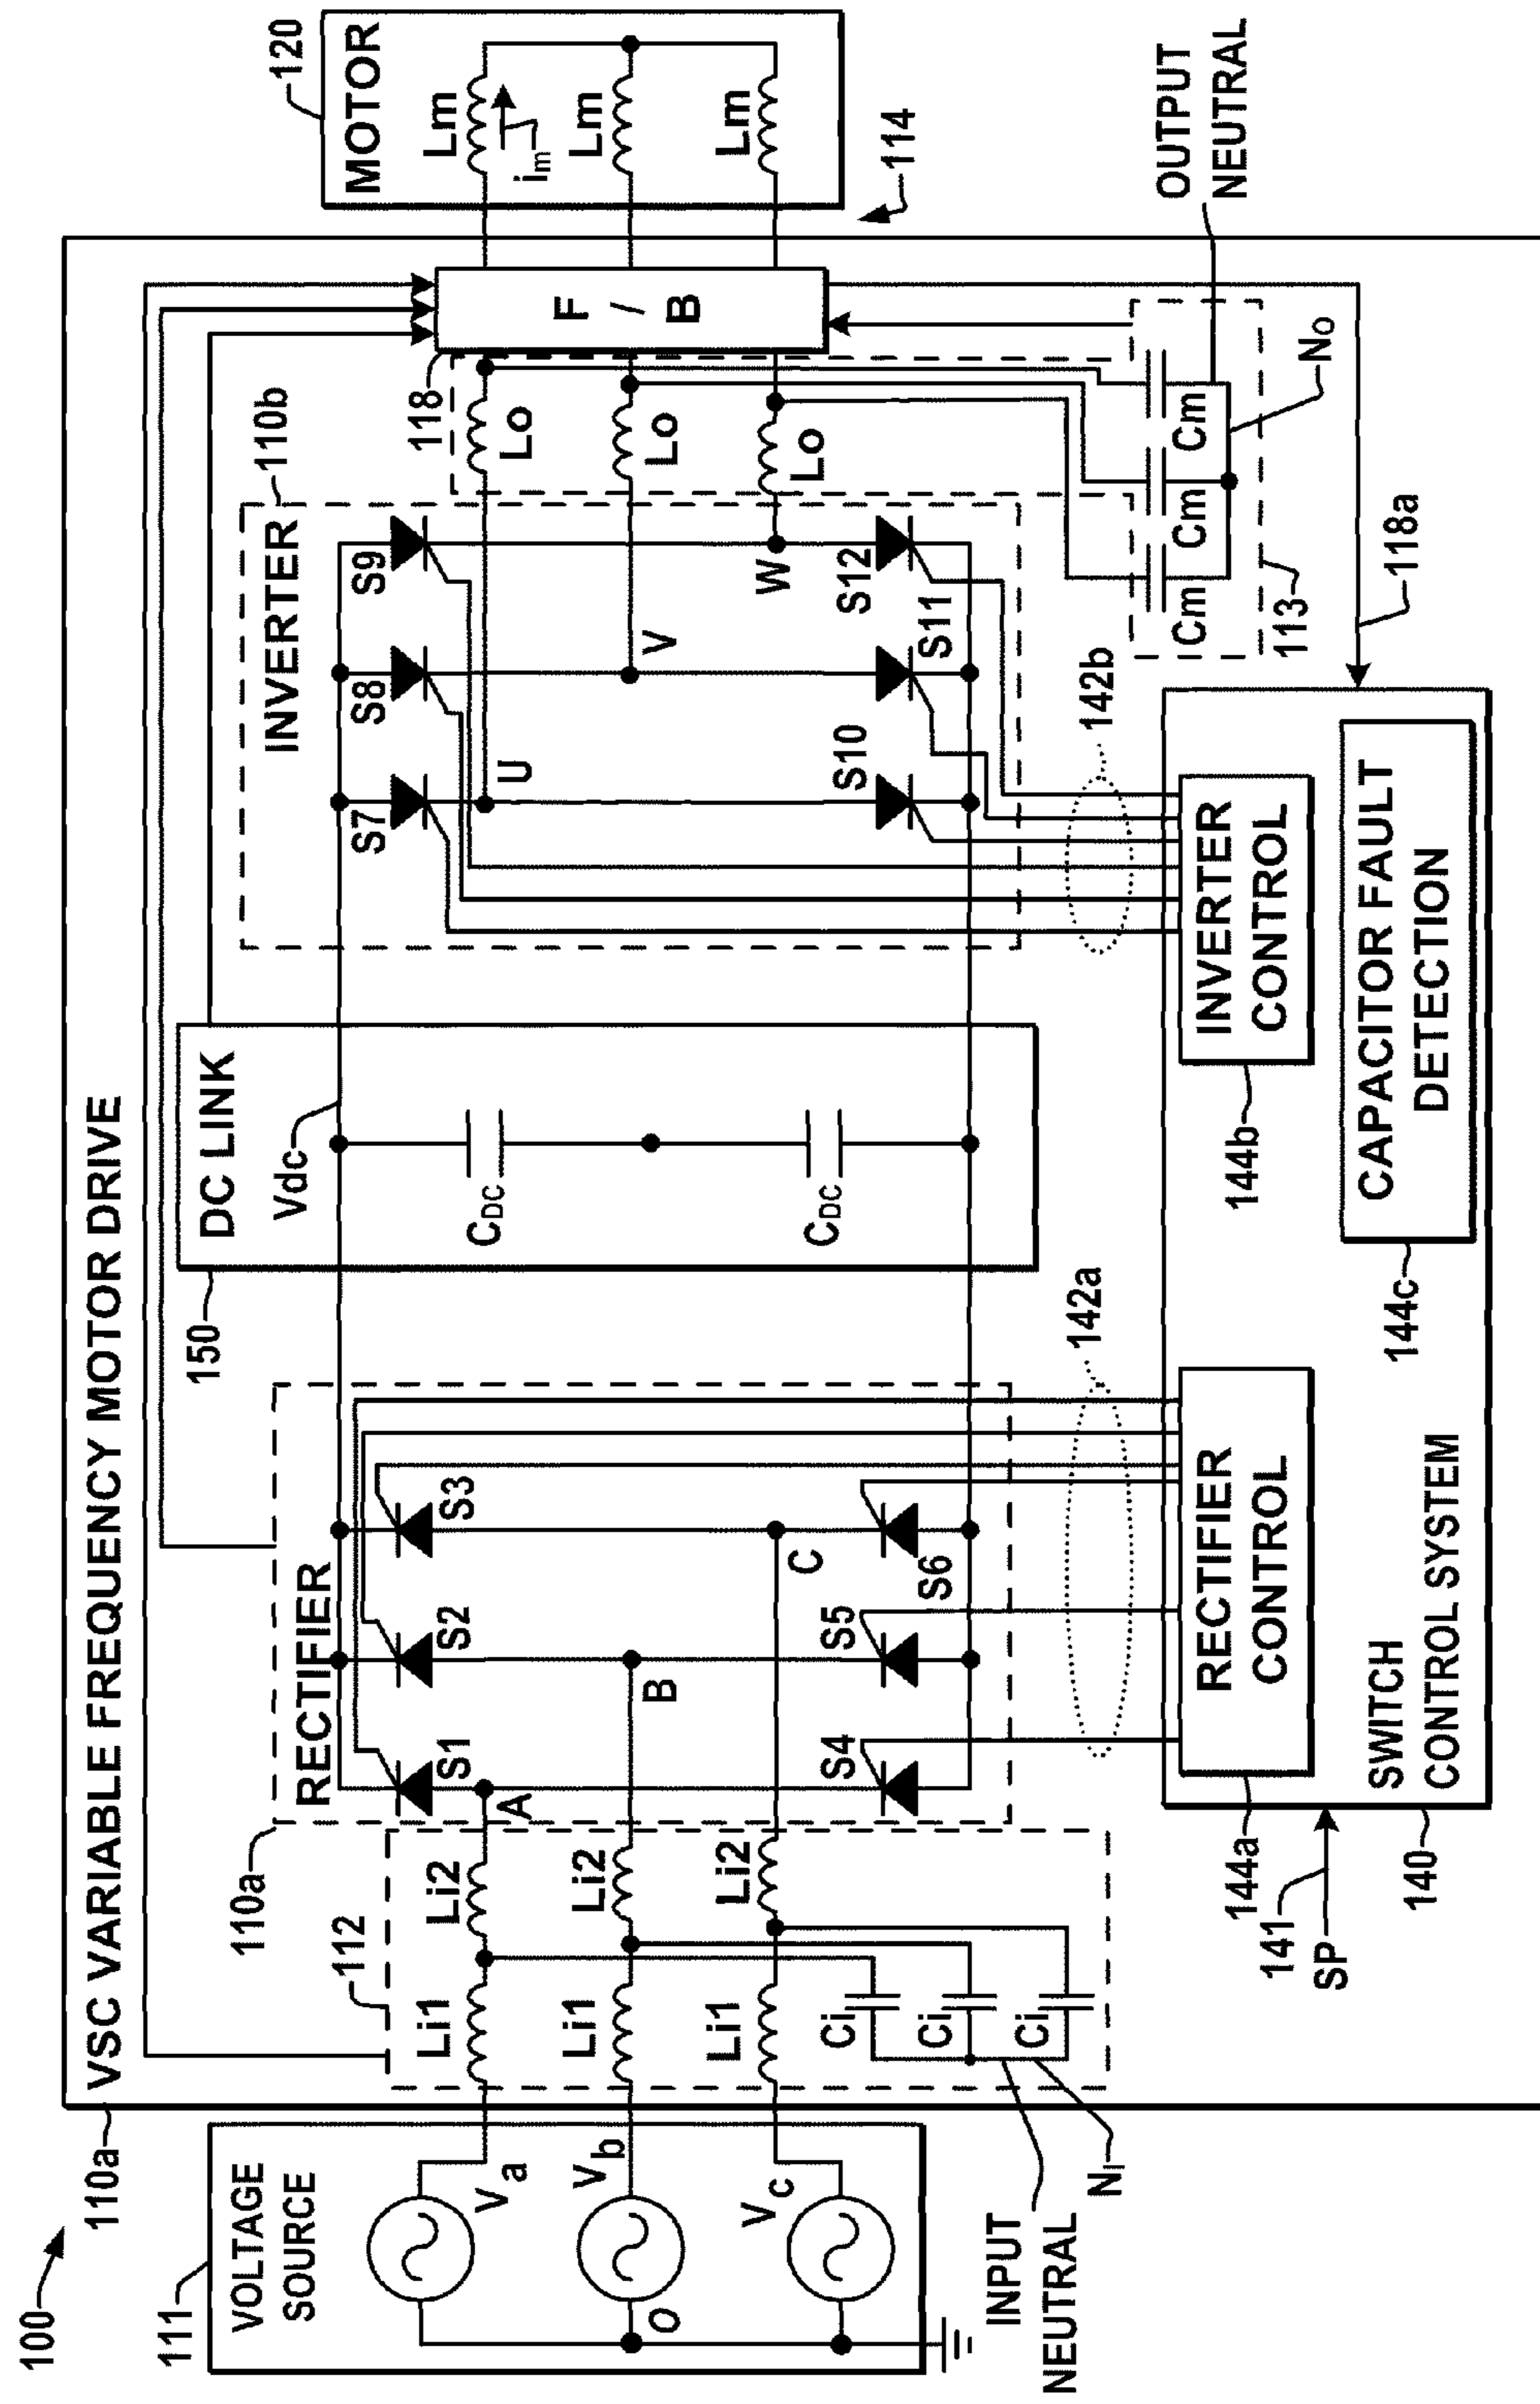 100
111
VOLTAGE
SOURCE
Va
Vb
Vc
O
INPUT
NEUTRAL
Ni
110a
VSC VARIABLE FREQUENCY MOTOR DRIVE
112
Li1
Li1
Li1
Li2
Li2
Li2
Ci
Ci
Ci
110a
RECTIFIER
S1
S2
S3
A
B
C
S4
S5
S6
150
DC LINK
Vdc
CDC
CDC
INVERTER
110b
S7
S8
S9
U
V
W
S10
S11
S12
118
Lo
Lo
Lo
F / B
120
MOTOR
Lm
im
Lm
Lm
114
OUTPUT
NEUTRAL
Cm
Cm
Cm
No
113
118a
142a
142b
RECTIFIER
CONTROL
144a
INVERTER
CONTROL
144b
CAPACITOR FAULT
DETECTION
144c
SWITCH
CONTROL SYSTEM
140
141
SP